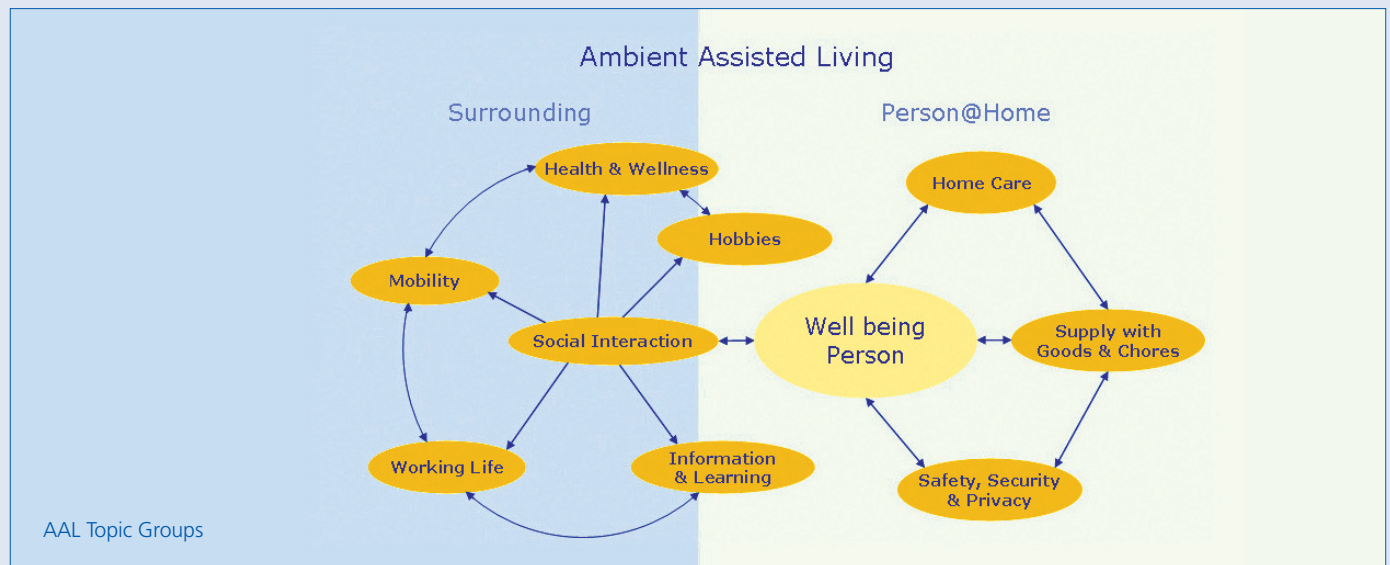 Ambient Assisted Living
Surrounding
Person@Home
Health & Wellness
Home Care
Hobbies
Mobility
Social Interaction
Well being
Person
Supply with
Goods & Chores
Working Life
Information
& Learning
Safety, Security
& Privacy
AAL Topic Groups